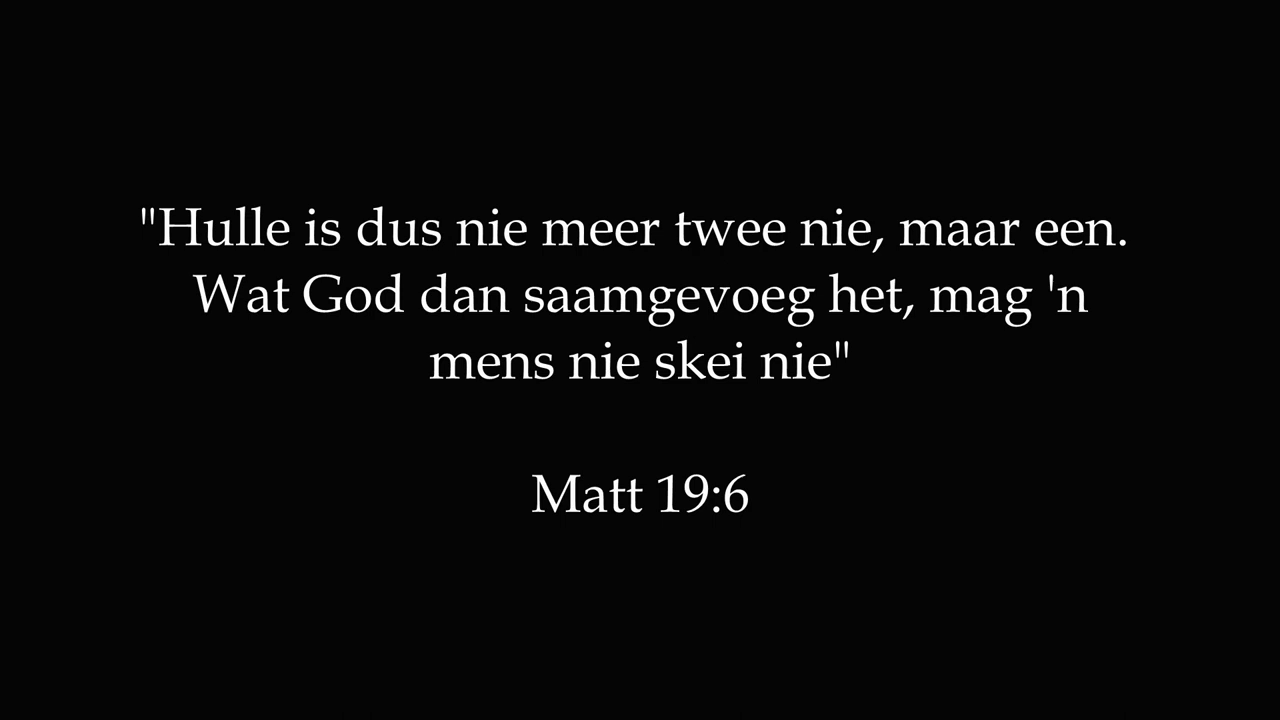 "Hulle is dus nie meer twee nie, maar een.
Wat God dan saamgevoeg het, mag 'n
mens nie skei nie"
Matt 19:6